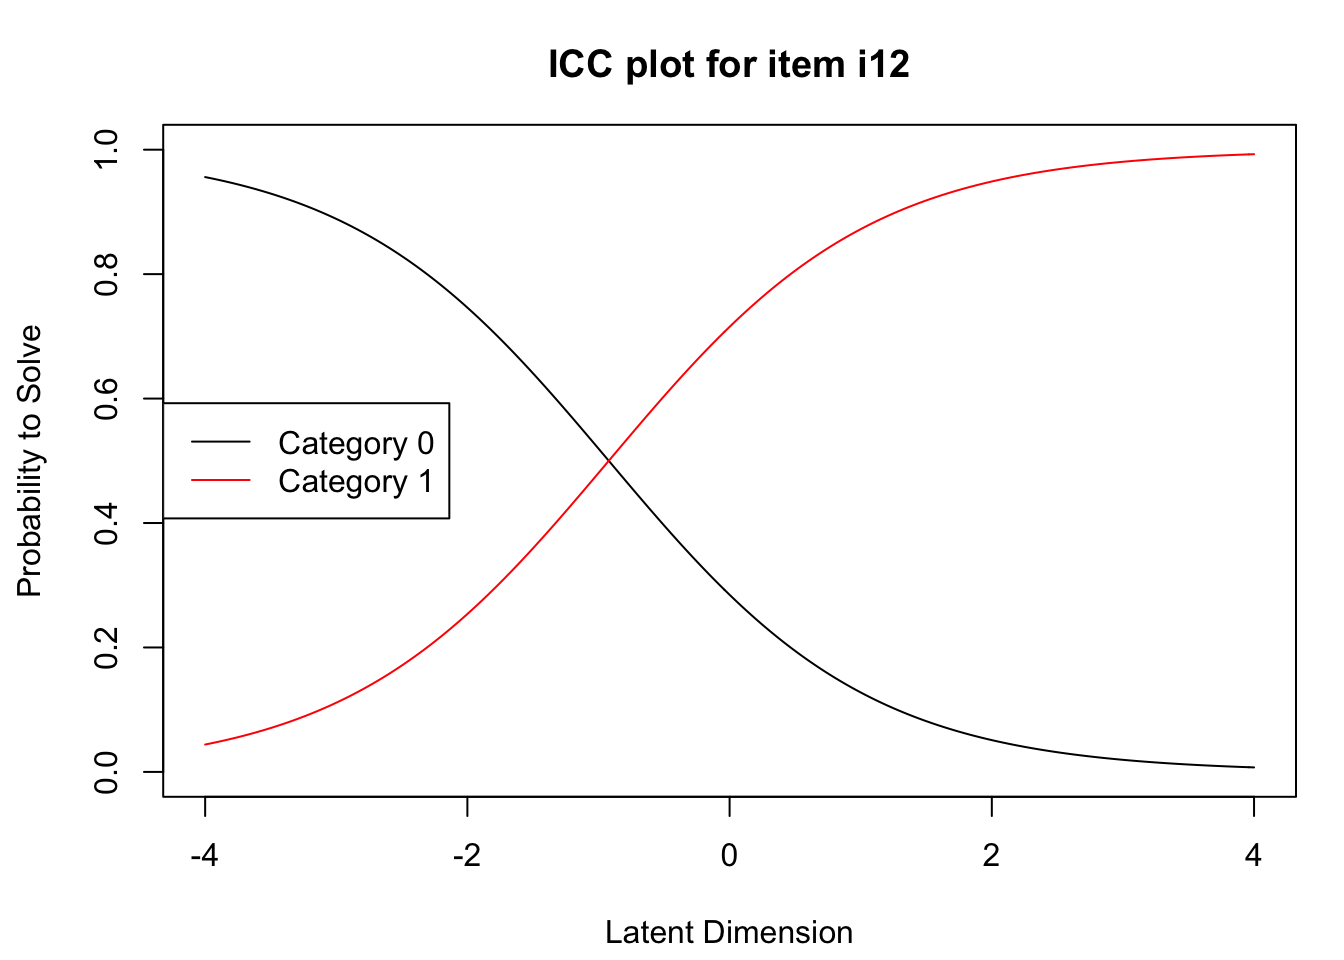 ICC plot for item i12
Probability to Solve
1.0
0.8
0.6
0.4
0.2
0.0
Category 0
Category 1
-4 -2 0 2 4
Latent Dimension